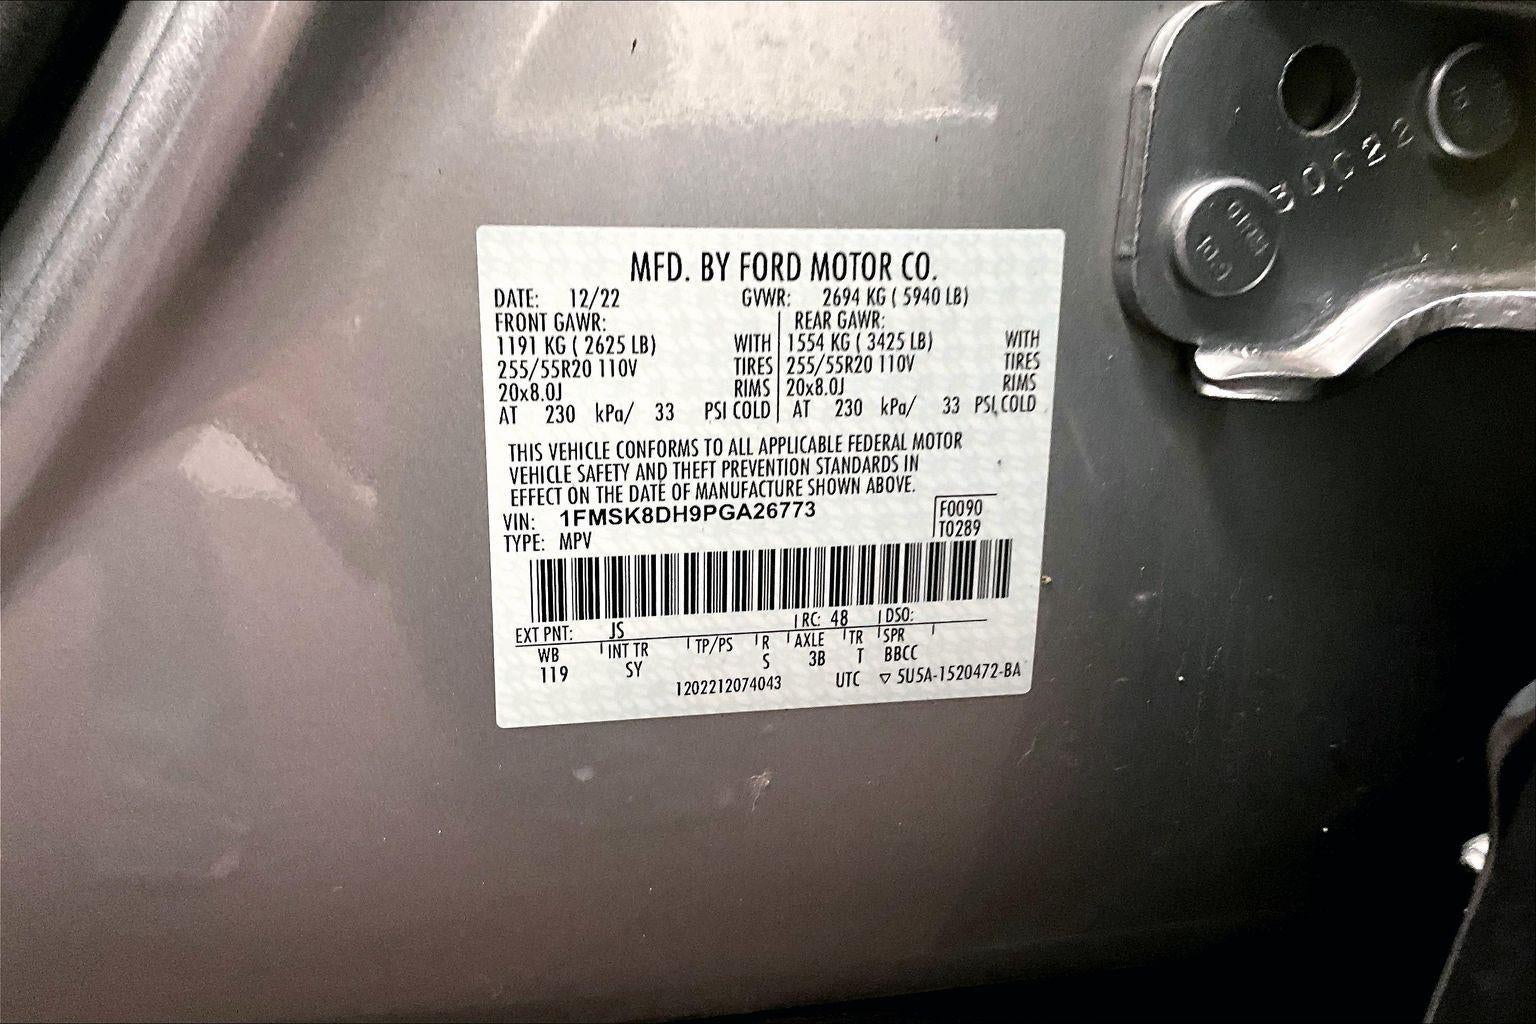 MFD. BY FORD MOTOR CO.
DATE: 12/22 GVWR: 2694 KG ( 5940 LB)
FRONT GAWR: REAR GAWR:
1191 KG ( 2625 LB) WITH 1554 KG ( 3425 LB) WITH
255/55R20 110V TIRES 255/55R20 110V TIRES
20x8.0J RIMS 20x8.0J RIMS
AT 230 kPa/ 33 PSI COLD AT 230 kPa/ 33 PSI COLD
THIS VEHICLE CONFORMS TO ALL APPLICABLE FEDERAL MOTOR
VEHICLE SAFETY AND THEFT PREVENTION STANDARDS IN
EFFECT ON THE DATE OF MANUFACTURE SHOWN ABOVE.
VIN: 1FMSK8DH9PGA26773 F0090
TYPE: MPV T0289
RC: 48 DSO:
EXT PNT: JS
WB INT TR TP/PS R AXLE TR SPR
119 SY S 3B T BBCC
1202212074043 UTC ▽ 5U5A-1520472-BA
30C22